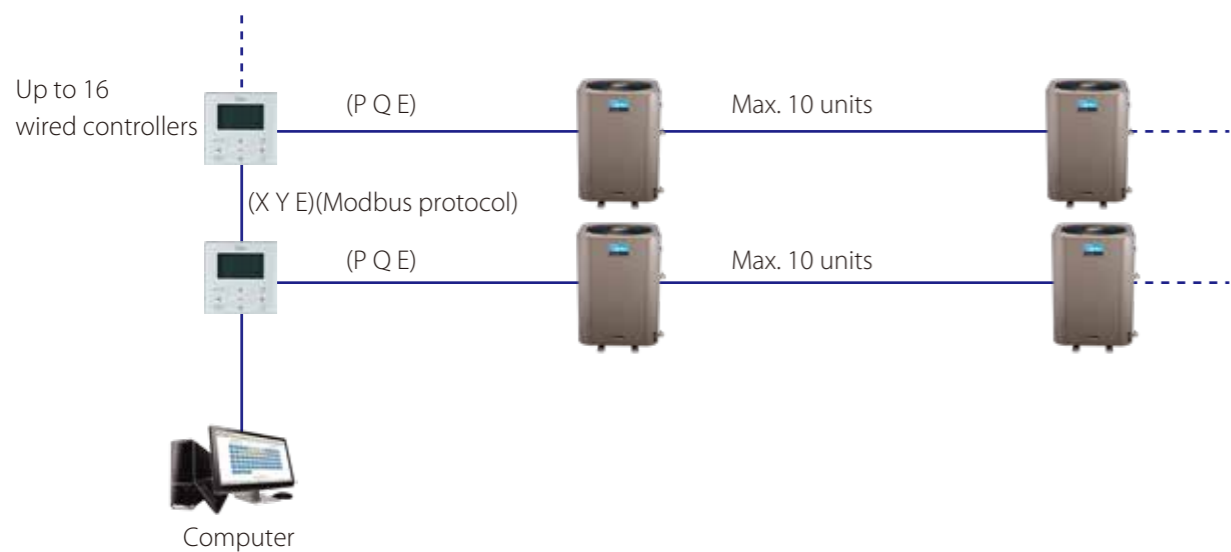 Up to 16
wired controllers
(P Q E)
Max. 10 units
(X Y E)(Modbus protocol)
(P Q E)
Max. 10 units
Computer